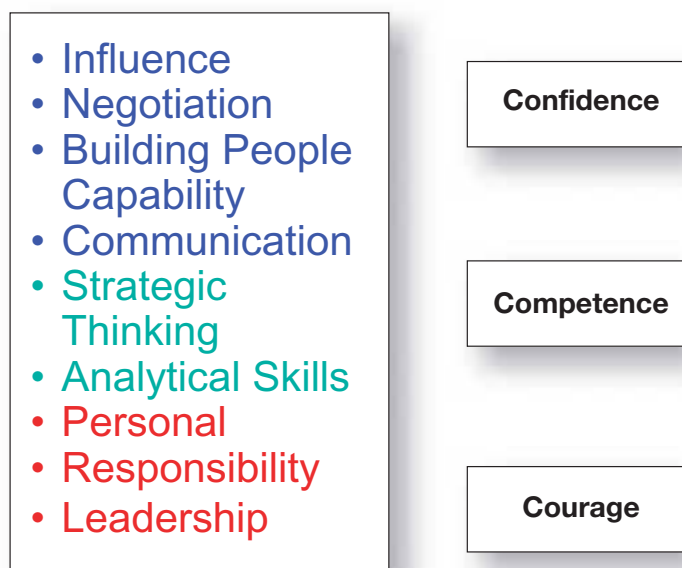 • Influence
• Negotiation
• Building People
Capability
• Communication
• Strategic
Thinking
• Analytical Skills
• Personal
• Responsibility
• Leadership
Confidence
Competence
Courage